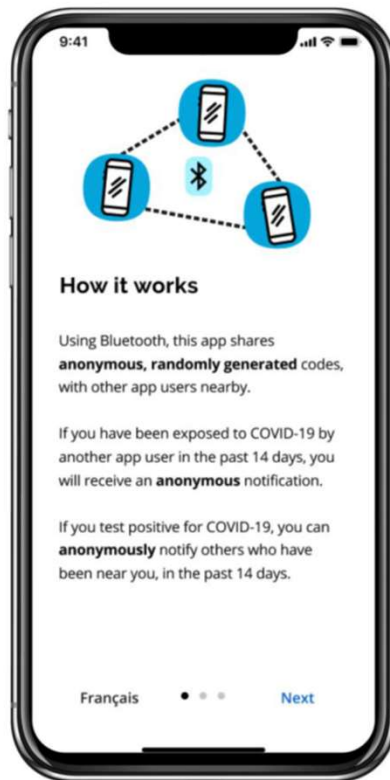 9:41
How it works
Using Bluetooth, this app shares
anonymous, randomly generated codes,
with other app users nearby.
If you have been exposed to COVID-19 by
another app user in the past 14 days, you
will receive an anonymous notification.
If you test positive for COVID-19, you can
anonymously notify others who have
been near you, in the past 14 days.
Français Next